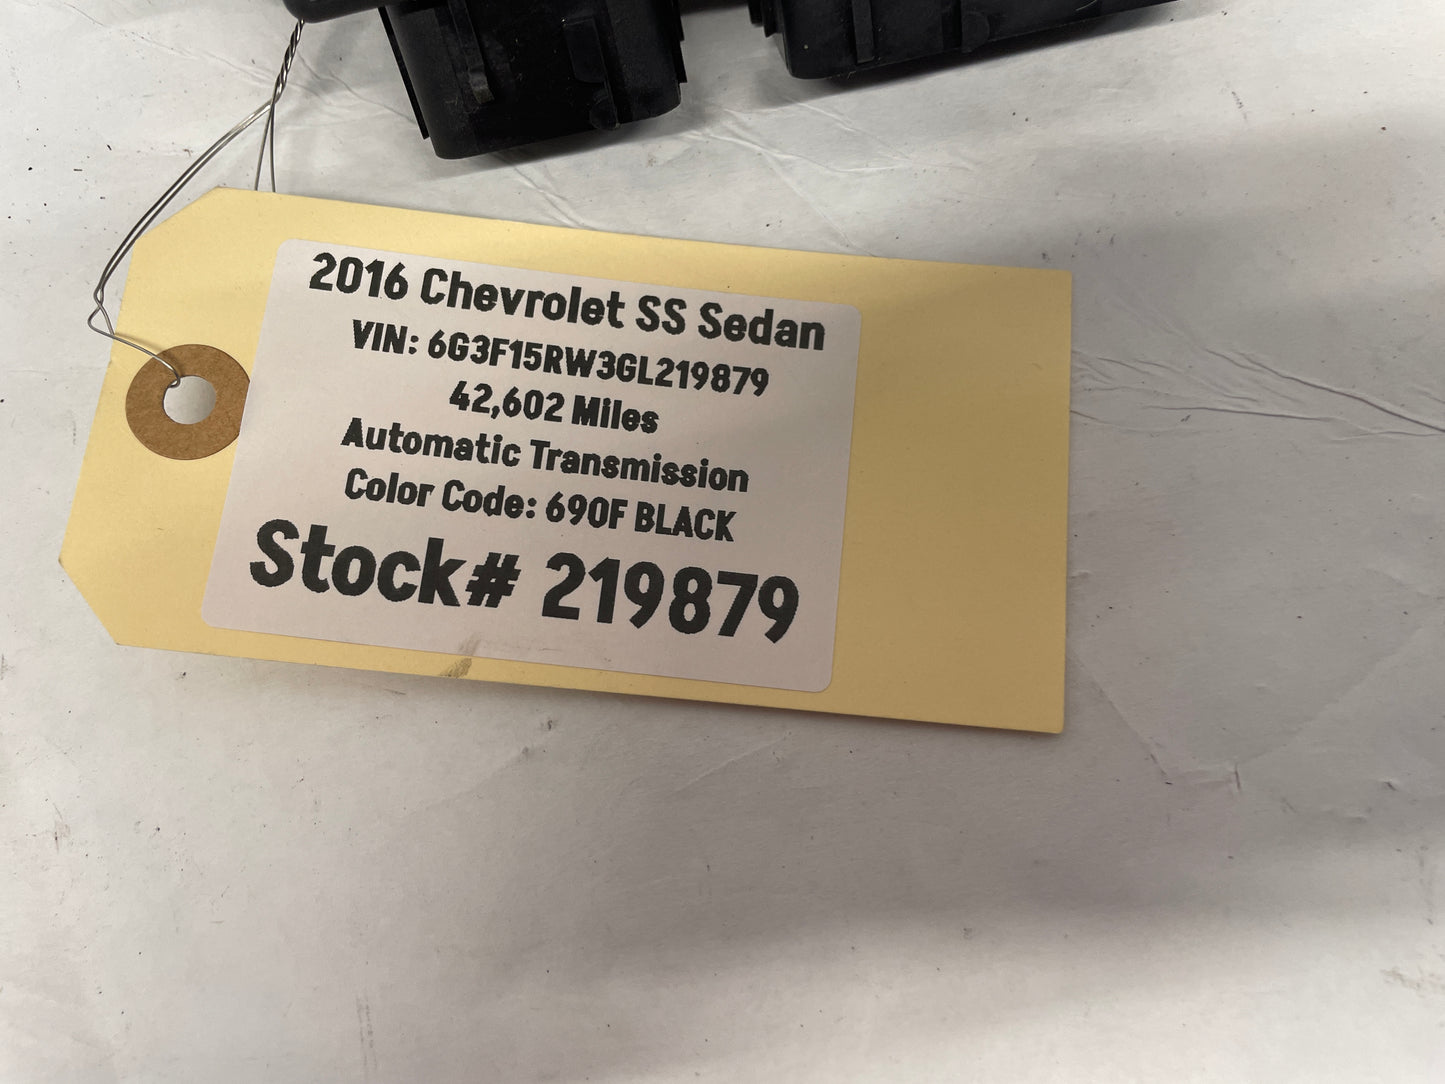 2016 Chevrolet SS Sedan
VIN: 6G3F15RW3GL219879
42,602 Miles
Automatic Transmission
Color Code: 690F BLACK
Stock# 219879